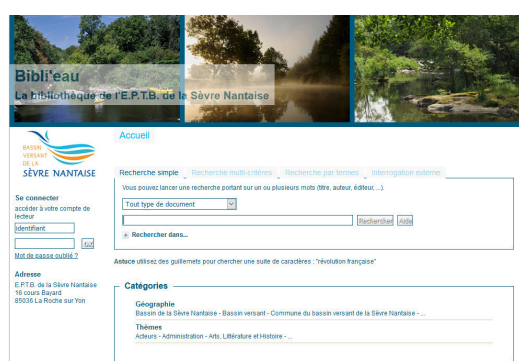 Bibli'eau
La bibliothèque de l'E.P.T.B. de la Sèvre Nantaise
BASSIN
VERSANT
DE LA
SÈVRE NANTAISE
Accueil
Recherche simple Recherche multi-critères Recherche par termes Interrogation externe
Vous pouvez lancer une recherche portant sur un ou plusieurs mots (titre, auteur, éditeur, ...).
Tout type de document
Rechercher Aide
Rechercher dans...
Se connecter
accéder à votre compte de
lecteur
identifiant
ok
Mot de passe oublié ?
Adresse
E.P.T.B. de la Sèvre Nantaise
16 cours Bayard
85036 La Roche sur Yon
Astuce utilisez des guillemets pour chercher une suite de caractères : "révolution française"
Catégories
Géographie
Bassin de la Sèvre Nantaise - Bassin versant - Commune du bassin versant de la Sèvre Nantaise - ...
Thèmes
Acteurs - Administration - Arts, Littérature et Histoire - ...